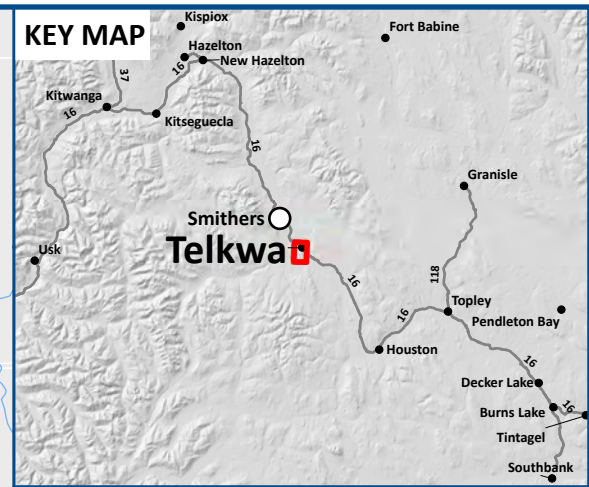 KEY MAP
Kispiox
Fort Babine
Hazelton
New Hazelton
16
37
Kitwanga
16
Kitseguecla
16
Granisle
Smithers
Telkwa
Usk
16
118
16
Topley
Pendleton Bay
Houston
16
Decker Lake
Burns Lake
16
Tintagel
Southbank